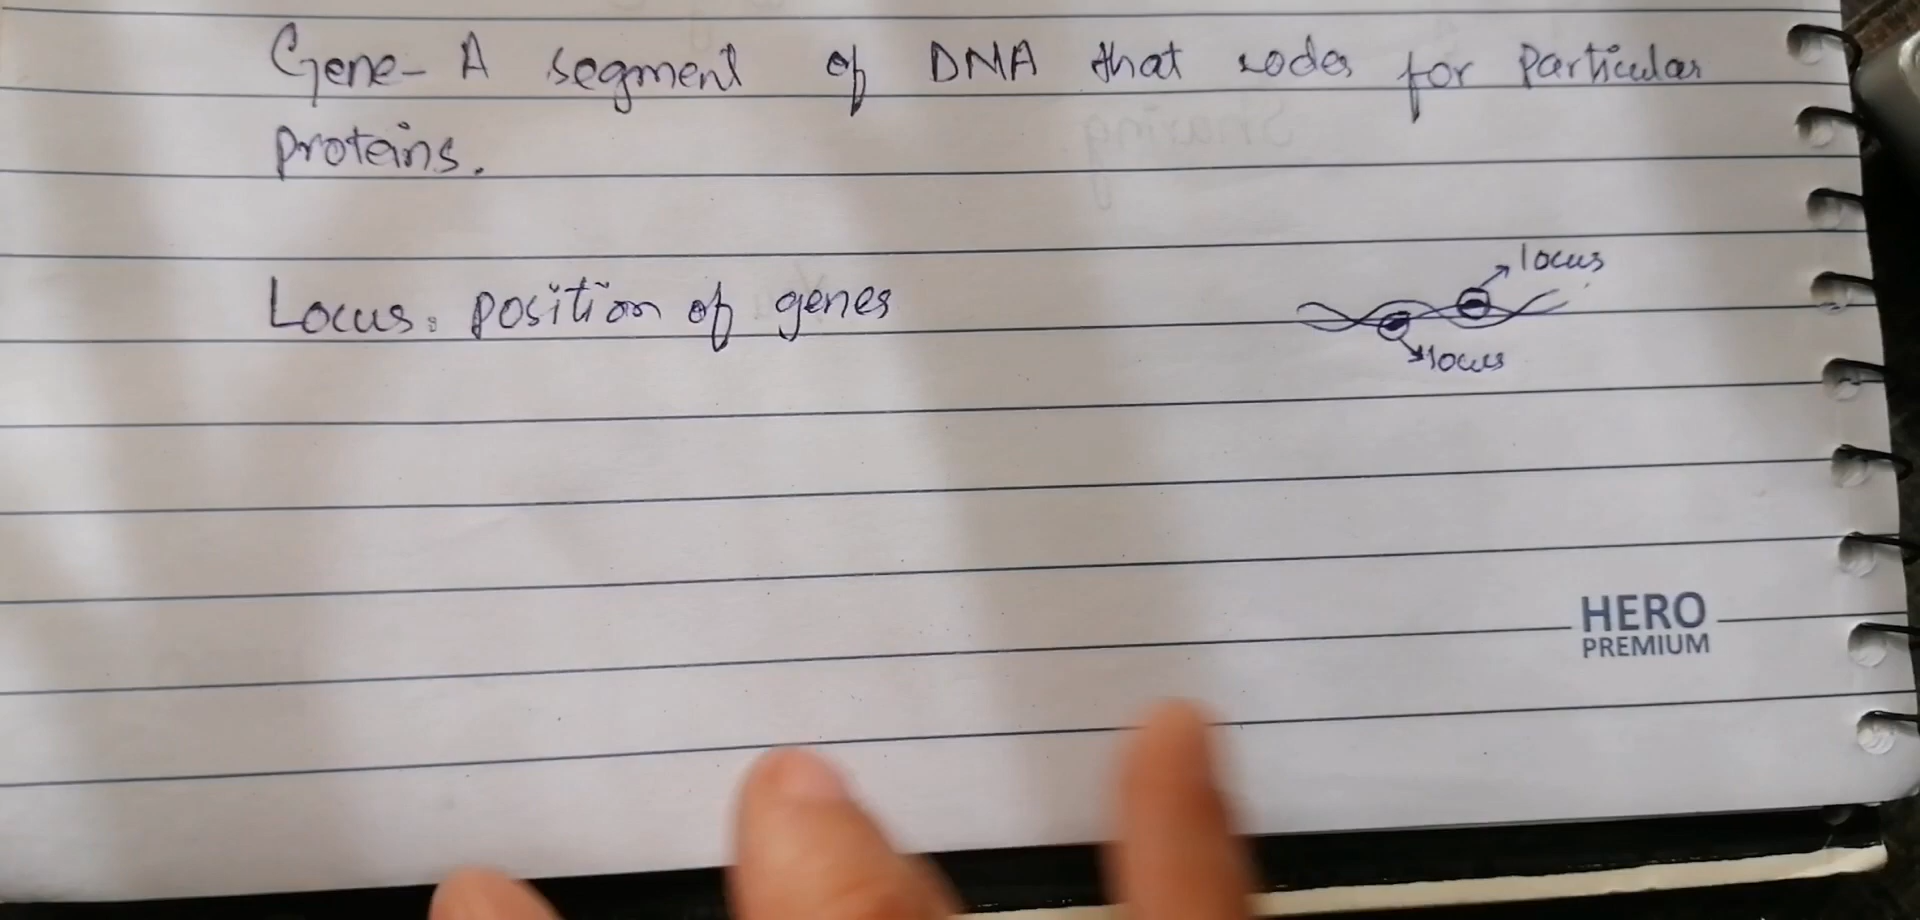 Gene- A segment of DNA that codes for particular
proteins.
locus
Locus: position of genes
locus
HERO
PREMIUM